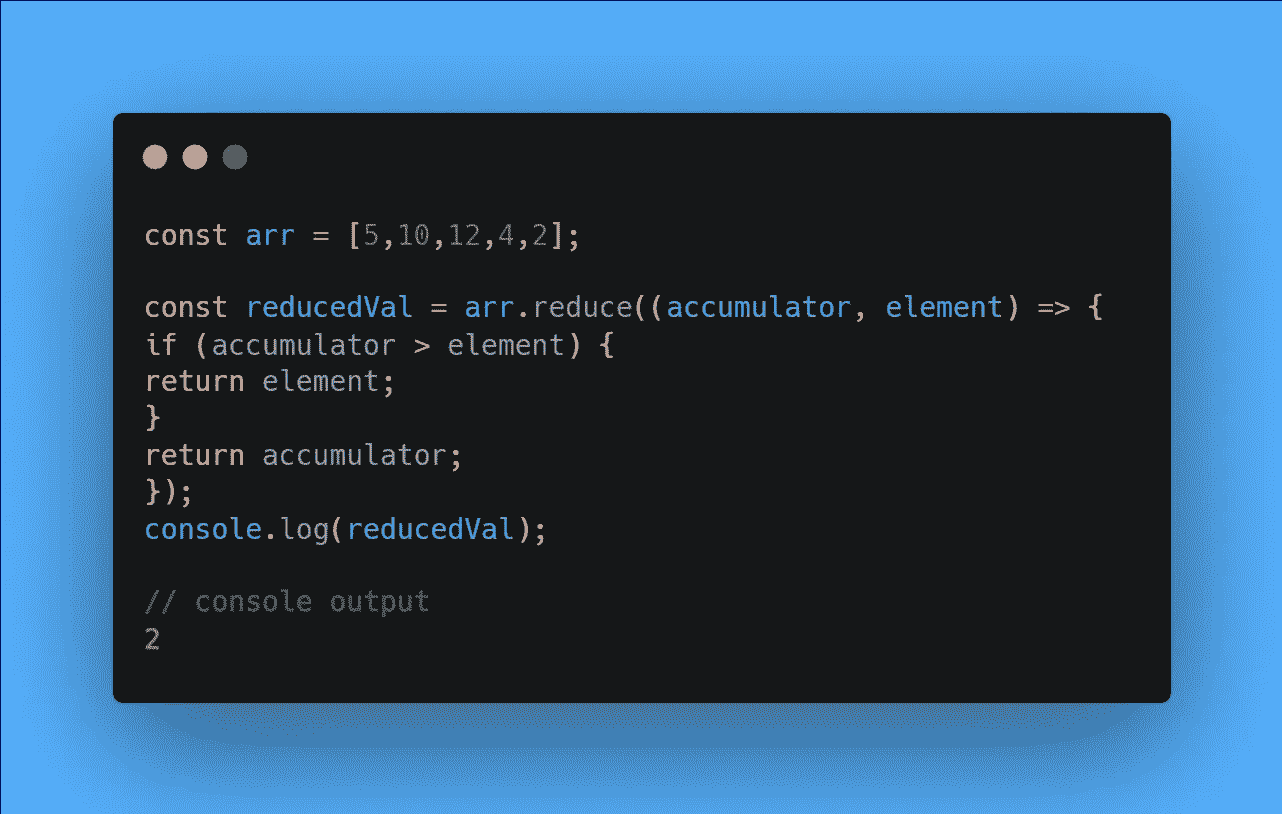 const arr = [5,10,12,4,2];
const reducedVal = arr.reduce((accumulator, element) => {
if (accumulator > element) {
return element;
}
return accumulator;
});
console.log(reducedVal);
// console output
2